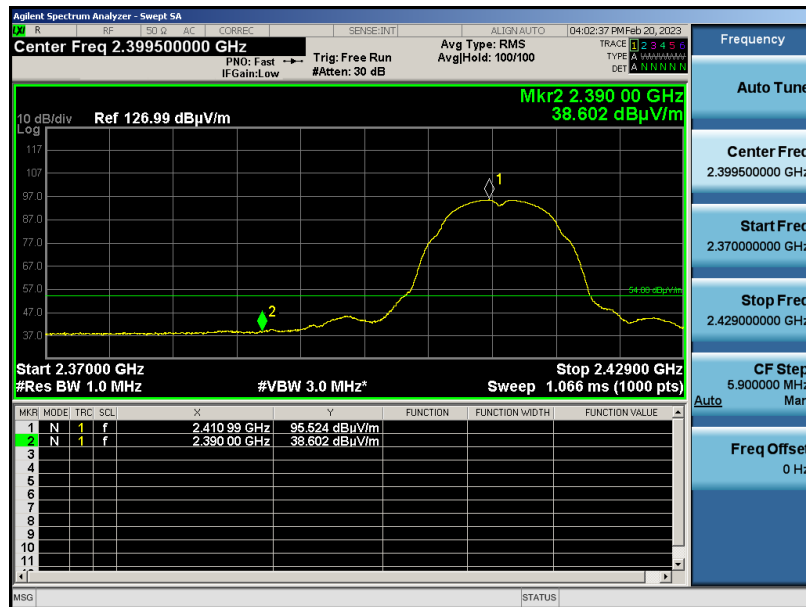 Agilent Spectrum Analyzer - Swept SA
LXI R RF 50 Ω AC CORREC SENSE:INT ALIGN AUTO 04:02:37 PM Feb 20, 2023
Center Freq 2.399500000 GHz
PNO: Fast
IFGain:Low
Trig: Free Run
#Atten: 30 dB
Avg Type: RMS
Avg|Hold: 100/100
TRACE 1 2 3 4 5 6
TYPE A WWWWW
DET A N N N N N
Mkr2 2.390 00 GHz
38.602 dBµV/m
10 dB/div Ref 126.99 dBµV/m
Log
117
107
97.0
87.0
77.0
67.0
57.0
47.0
37.0
1
54.00 dBµV/m
2
Start 2.37000 GHz Stop 2.42900 GHz
#Res BW 1.0 MHz #VBW 3.0 MHz* Sweep 1.066 ms (1000 pts)
MKR MODE TRC SCL X Y FUNCTION FUNCTION WIDTH FUNCTION VALUE
1 N 1 f 2.410 99 GHz 95.524 dBµV/m
2 N 1 f 2.390 00 GHz 38.602 dBµV/m
3
4
5
6
7
8
9
10
11
MSG STATUS
Frequency
Auto Tune
Center Freq
2.399500000 GHz
Start Freq
2.370000000 GHz
Stop Freq
2.429000000 GHz
CF Step
5.900000 MHz
Auto Man
Freq Offset
0 Hz